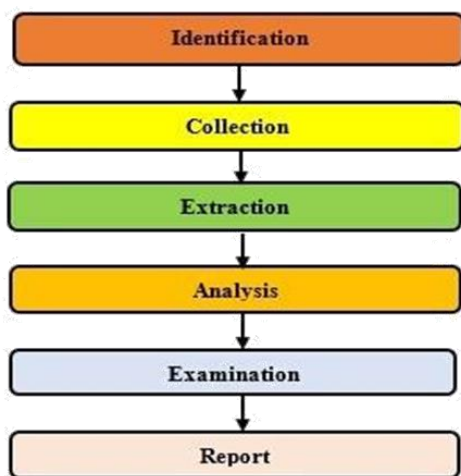 Identification
Collection
Extraction
Analysis
Examination
Report